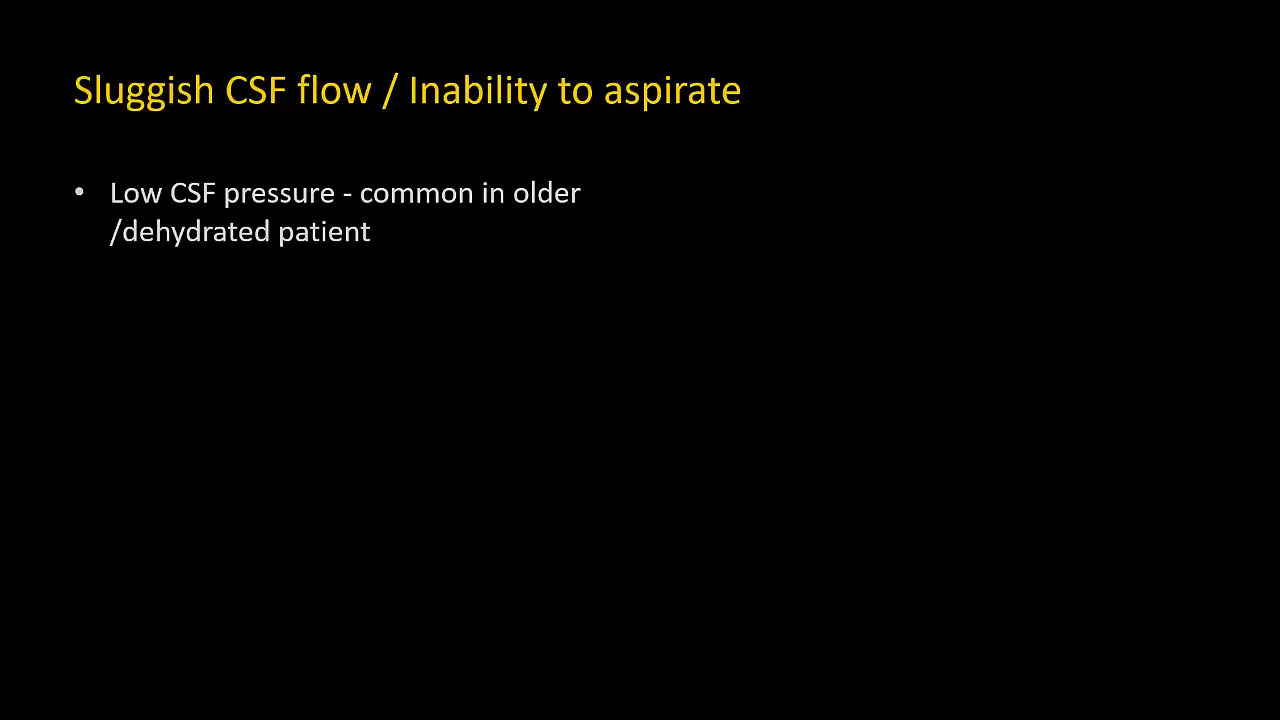 Sluggish CSF flow / Inability to aspirate
• Low CSF pressure - common in older
/dehydrated patient